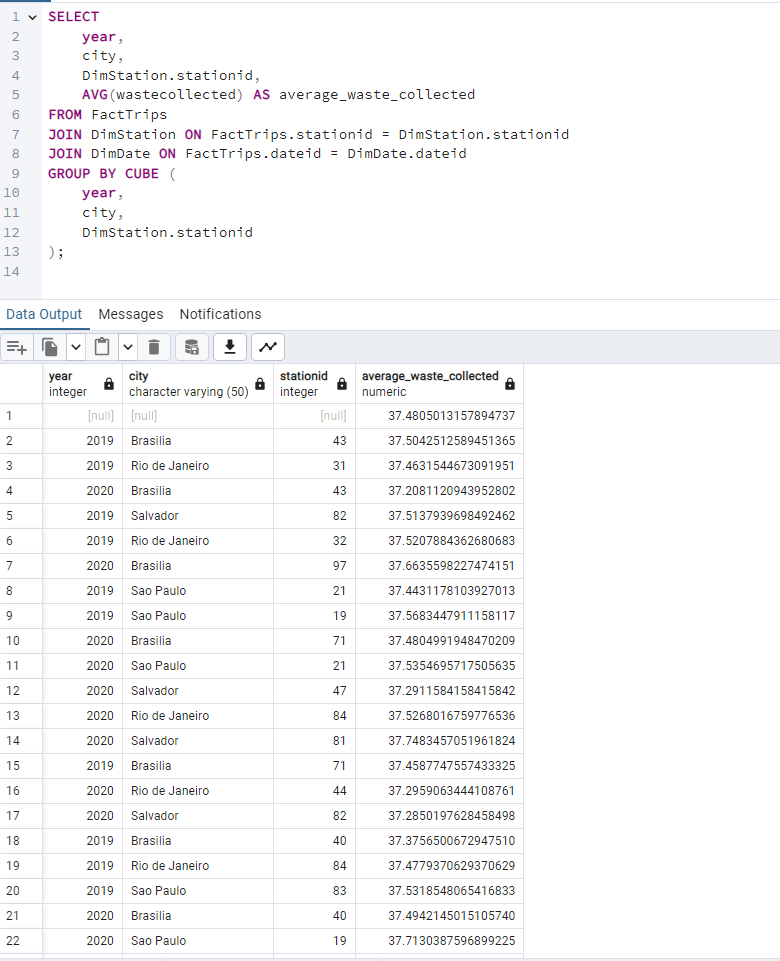 1 SELECT
2 year,
3 city,
4 DimStation.stationid,
5 AVG(wastecollected) AS average_waste_collected
6 FROM FactTrips
7 JOIN DimStation ON FactTrips.stationid = DimStation.stationid
8 JOIN DimDate ON FactTrips.dateid = DimDate.dateid
9 GROUP BY CUBE (
10 year,
11 city,
12 DimStation.stationid
13 );
14
Data Output Messages Notifications
year city stationid average_waste_collected
integer character varying (50) integer numeric
1 [null] [null] [null] 37.4805013157894737
2 2019 Brasilia 43 37.5042512589451365
3 2019 Rio de Janeiro 31 37.4631544673091951
4 2020 Brasilia 43 37.2081120943952802
5 2019 Salvador 82 37.5137939698492462
6 2019 Rio de Janeiro 32 37.5207884362680683
7 2020 Brasilia 97 37.6635598227474151
8 2019 Sao Paulo 21 37.4431178103927013
9 2019 Sao Paulo 19 37.5683447911158117
10 2020 Brasilia 71 37.4804991948470209
11 2020 Sao Paulo 21 37.5354695717505635
12 2020 Salvador 47 37.2911584158415842
13 2020 Rio de Janeiro 84 37.5268016759776536
14 2020 Salvador 81 37.7483457051961824
15 2019 Brasilia 71 37.4587747557433325
16 2020 Rio de Janeiro 44 37.2959063444108761
17 2020 Salvador 82 37.2850197628458498
18 2019 Brasilia 40 37.3756500672947510
19 2019 Rio de Janeiro 84 37.4779370629370629
20 2019 Sao Paulo 83 37.5318548065416833
21 2020 Brasilia 40 37.4942145015105740
22 2020 Sao Paulo 19 37.7130387596899225